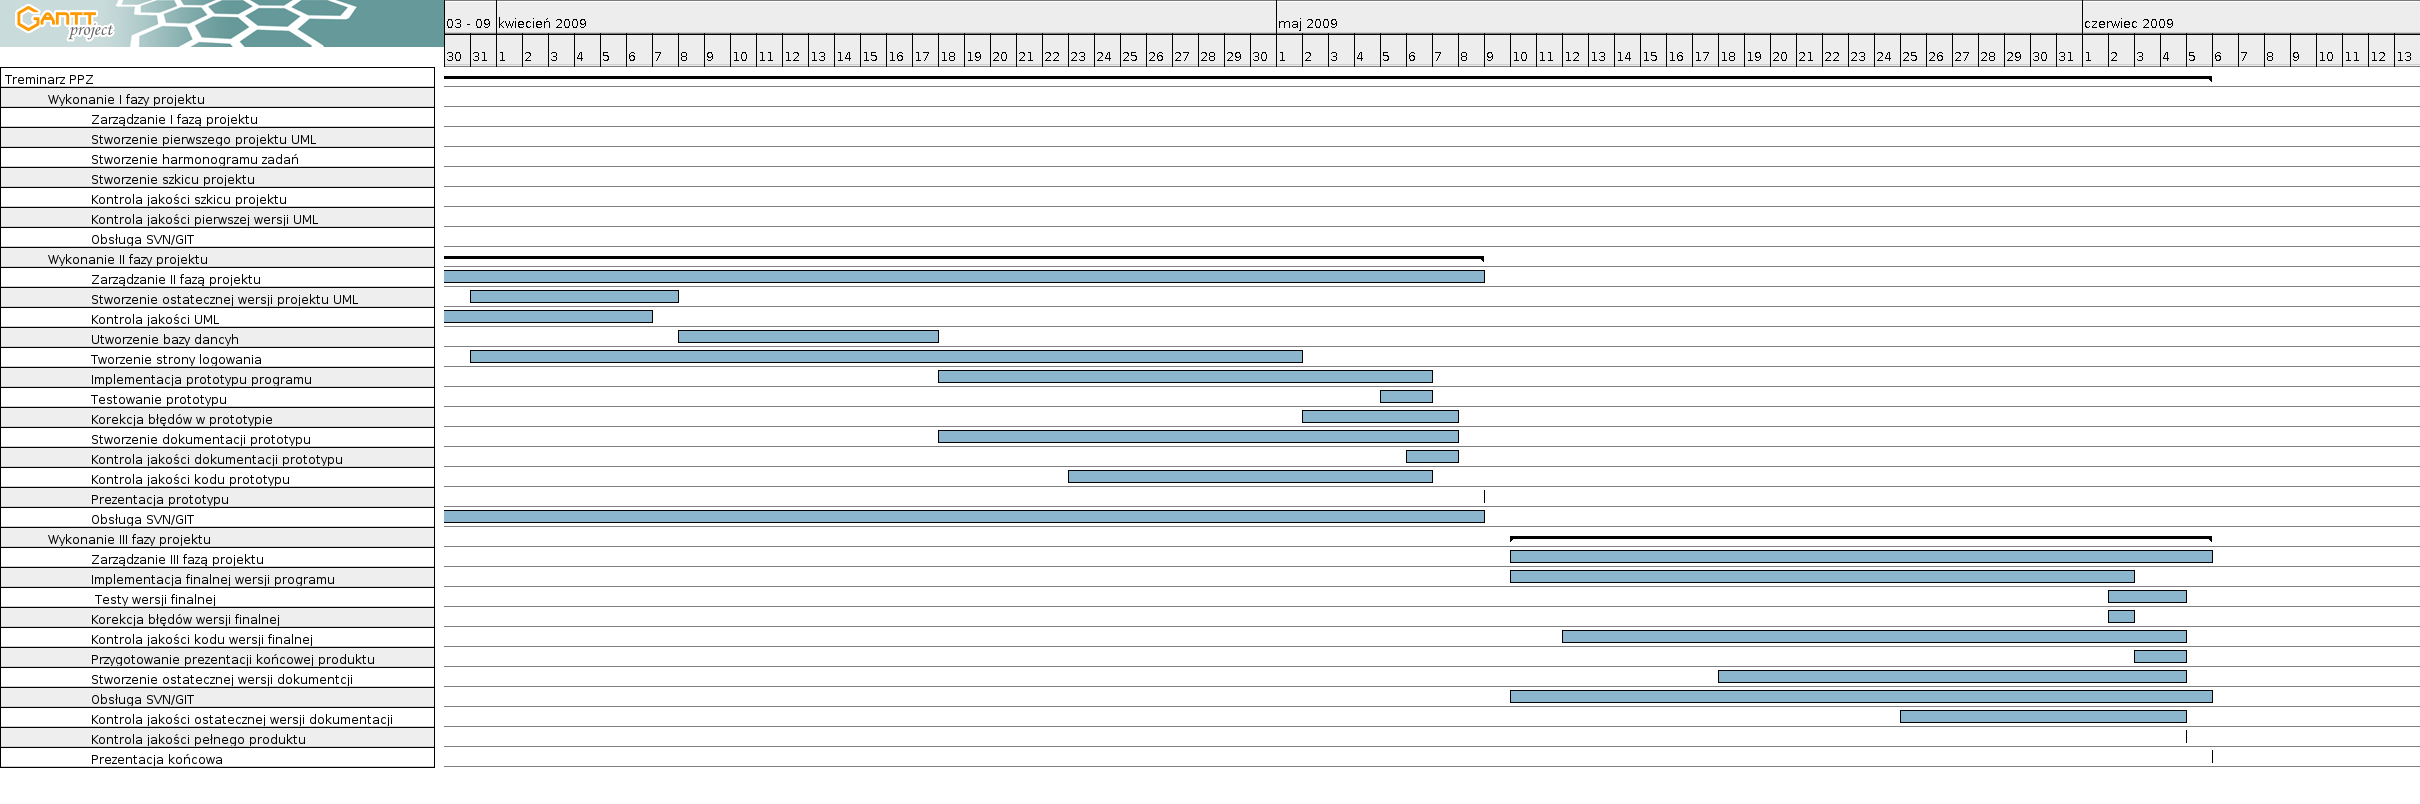 GANTT
project
03 - 09 kwiecień 2009 maj 2009 czerwiec 2009
30 31 1 2 3 4 5 6 7 8 9 10 11 12 13 14 15 16 17 18 19 20 21 22 23 24 25 26 27 28 29 30 1 2 3 4 5 6 7 8 9 10 11 12 13 14 15 16 17 18 19 20 21 22 23 24 25 26 27 28 29 30 31 1 2 3 4 5 6 7 8 9 10 11 12 13
Treminarz PPZ
Wykonanie I fazy projektu
Zarządzanie I fazą projektu
Stworzenie pierwszego projektu UML
Stworzenie harmonogramu zadań
Stworzenie szkicu projektu
Kontrola jakości szkicu projektu
Kontrola jakości pierwszej wersji UML
Obsługa SVN/GIT
Wykonanie II fazy projektu
Zarządzanie II fazą projektu
Stworzenie ostatecznej wersji projektu UML
Kontrola jakości UML
Utworzenie bazy dancyh
Tworzenie strony logowania
Implementacja prototypu programu
Testowanie prototypu
Korekcja błędów w prototypie
Stworzenie dokumentacji prototypu
Kontrola jakości dokumentacji prototypu
Kontrola jakości kodu prototypu
Prezentacja prototypu
Obsługa SVN/GIT
Wykonanie III fazy projektu
Zarządzanie III fazą projektu
Implementacja finalnej wersji programu
Testy wersji finalnej
Korekcja błędów wersji finalnej
Kontrola jakości kodu wersji finalnej
Przygotowanie prezentacji końcowej produktu
Stworzenie ostatecznej wersji dokumentcji
Obsługa SVN/GIT
Kontrola jakości ostatecznej wersji dokumentacji
Kontrola jakości pełnego produktu
Prezentacja końcowa